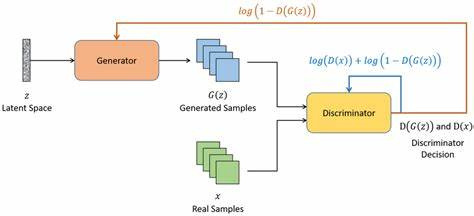 log(1 − D(G(z)))
log(D(x)) + log(1 − D(G(z)))
Generator
z
Latent Space
G(z)
Generated Samples
Discriminator
D(G(z)) and D(x)
Discriminator
Decision
x
Real Samples